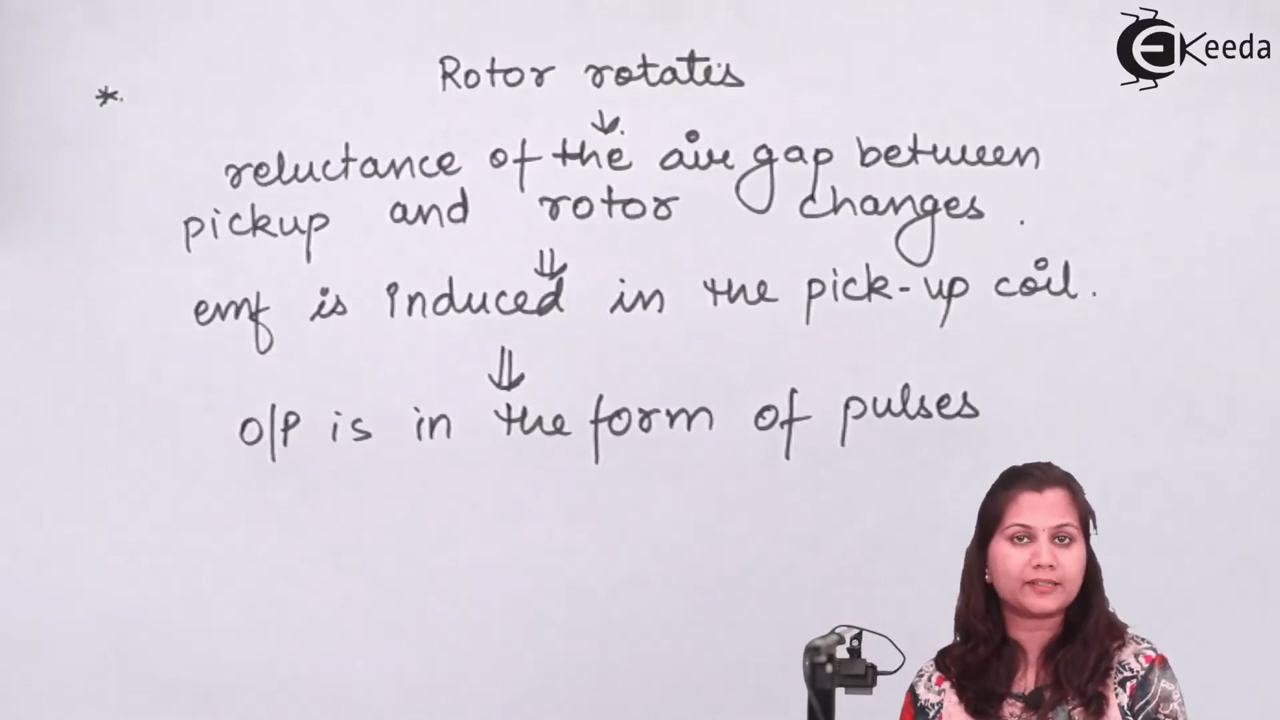 Keeda
Rotor rotates
*.
↓
reluctance of the air gap between
pickup and rotor changes.
⇓
emf is induced in the pick-up coil.
⇓
O/P is in the form of pulses